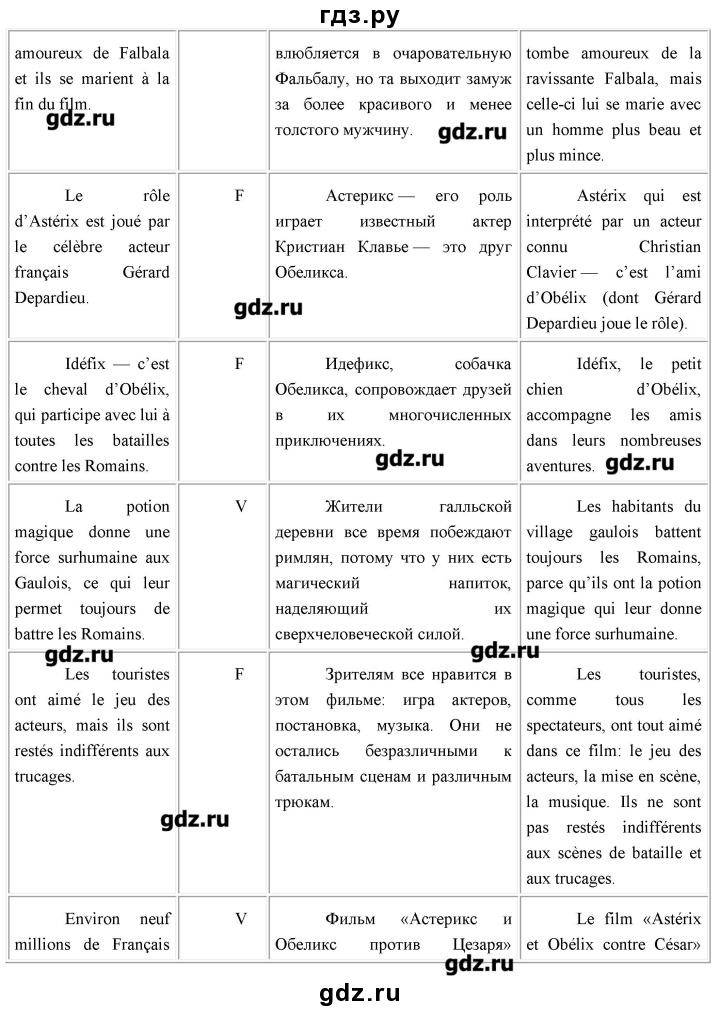 гдз.ру
amoureux de Falbala
et ils se marient à la
fin du film.
влюбляется в очаровательную
Фальбалу, но та выходит замуж
за более красивого и менее
толстого мужчину.
tombe amoureux de la
ravissante Falbala, mais
celle-ci lui se marie avec
un homme plus beau et
plus mince.
gdz.ru
gdz.ru
Le rôle
d’Astérix est joué par
le célèbre acteur
français Gérard
Depardieu.
F
Астерикс — его роль
играет известный актер
Кристиан Клавье — это друг
Обеликса.
Astérix qui est
interprété par un acteur
connu Christian
Clavier — c’est l’ami
d’Obélix (dont Gérard
Depardieu joue le rôle).
gdz.ru
Idéfix — c’est
le cheval d’Obélix,
qui participe avec lui à
toutes les batailles
contre les Romains.
F
Идефикс, собачка
Обеликса, сопровождает друзей
в их многочисленных
приключениях.
Idéfix, le petit
chien d’Obélix,
accompagne les amis
dans leurs nombreuses
aventures.
gdz.ru
gdz.ru
La potion
magique donne une
force surhumaine aux
Gaulois, ce qui leur
permet toujours de
battre les Romains.
V
Жители галльской
деревни все время побеждают
римлян, потому что у них есть
магический напиток,
наделяющий их
сверхчеловеческой силой.
Les habitants du
village gaulois battent
toujours les Romains,
parce qu’ils ont la potion
magique qui leur donne
une force surhumaine.
gdz.ru
gdz.ru
Les touristes
ont aimé le jeu des
acteurs, mais ils sont
restés indifférents aux
trucages.
F
Зрителям все нравится в
этом фильме: игра актеров,
постановка, музыка. Они не
остались безразличными к
батальным сценам и различным
трюкам.
Les touristes,
comme tous les
spectateurs, ont tout aimé
dans ce film: le jeu des
acteurs, la mise en scène,
la musique. Ils ne sont
pas restés indifférents
aux scènes de bataille et
aux trucages.
gdz.ru
Environ neuf
millions de Français
V
Фильм «Астерикс и
Обеликс против Цезаря»
Le film «Astérix
et Obélix contre César»
gdz.ru
gdz.ru